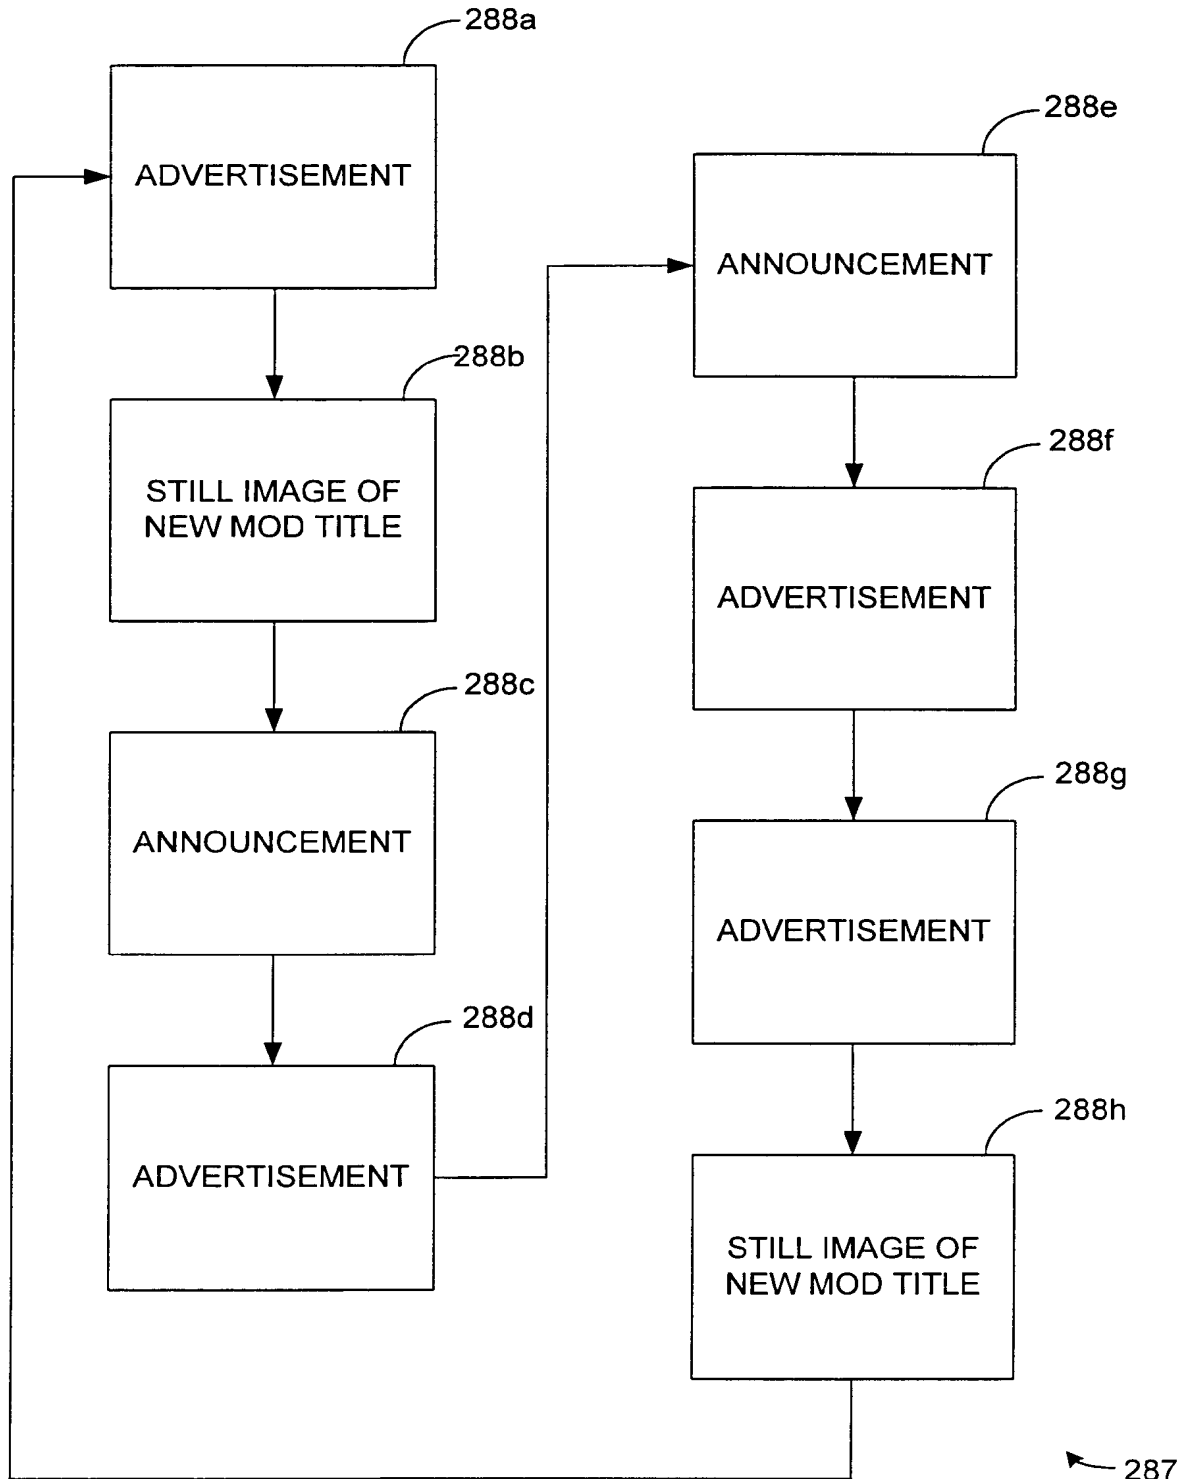 288a
ADVERTISEMENT
288b
STILL IMAGE OF
NEW MOD TITLE
288c
ANNOUNCEMENT
288d
ADVERTISEMENT
288e
ANNOUNCEMENT
288f
ADVERTISEMENT
288g
ADVERTISEMENT
288h
STILL IMAGE OF
NEW MOD TITLE
287